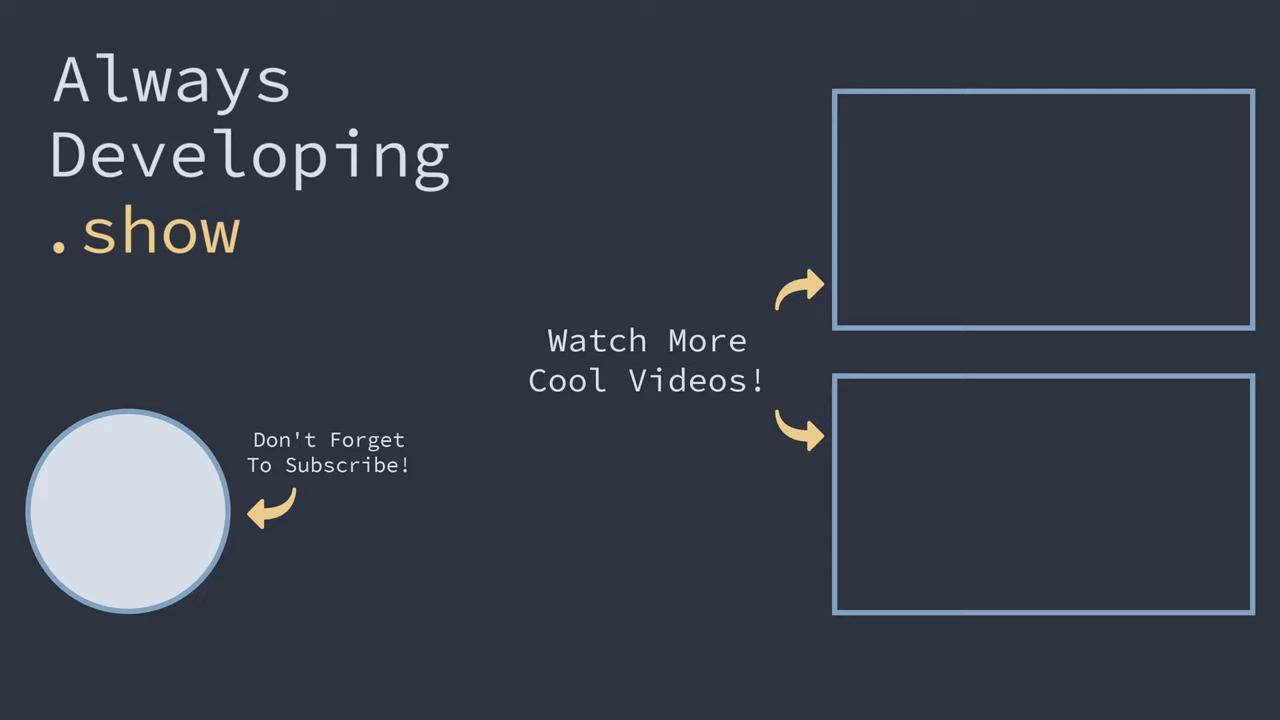 Always
Developing
.show
Watch More
Cool Videos!
Don't Forget
To Subscribe!